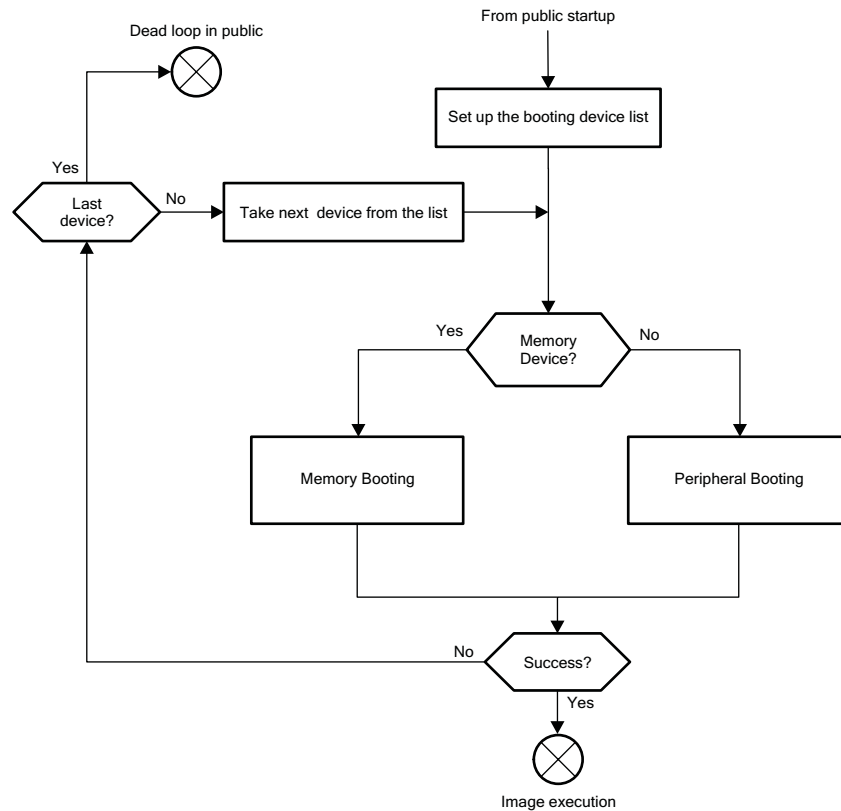 From public startup
Dead loop in public
Set up the booting device list
Yes
Last
device?
No
Take next device from the list
Yes
Memory
Device?
No
Memory Booting
Peripheral Booting
No
Success?
Yes
Image execution